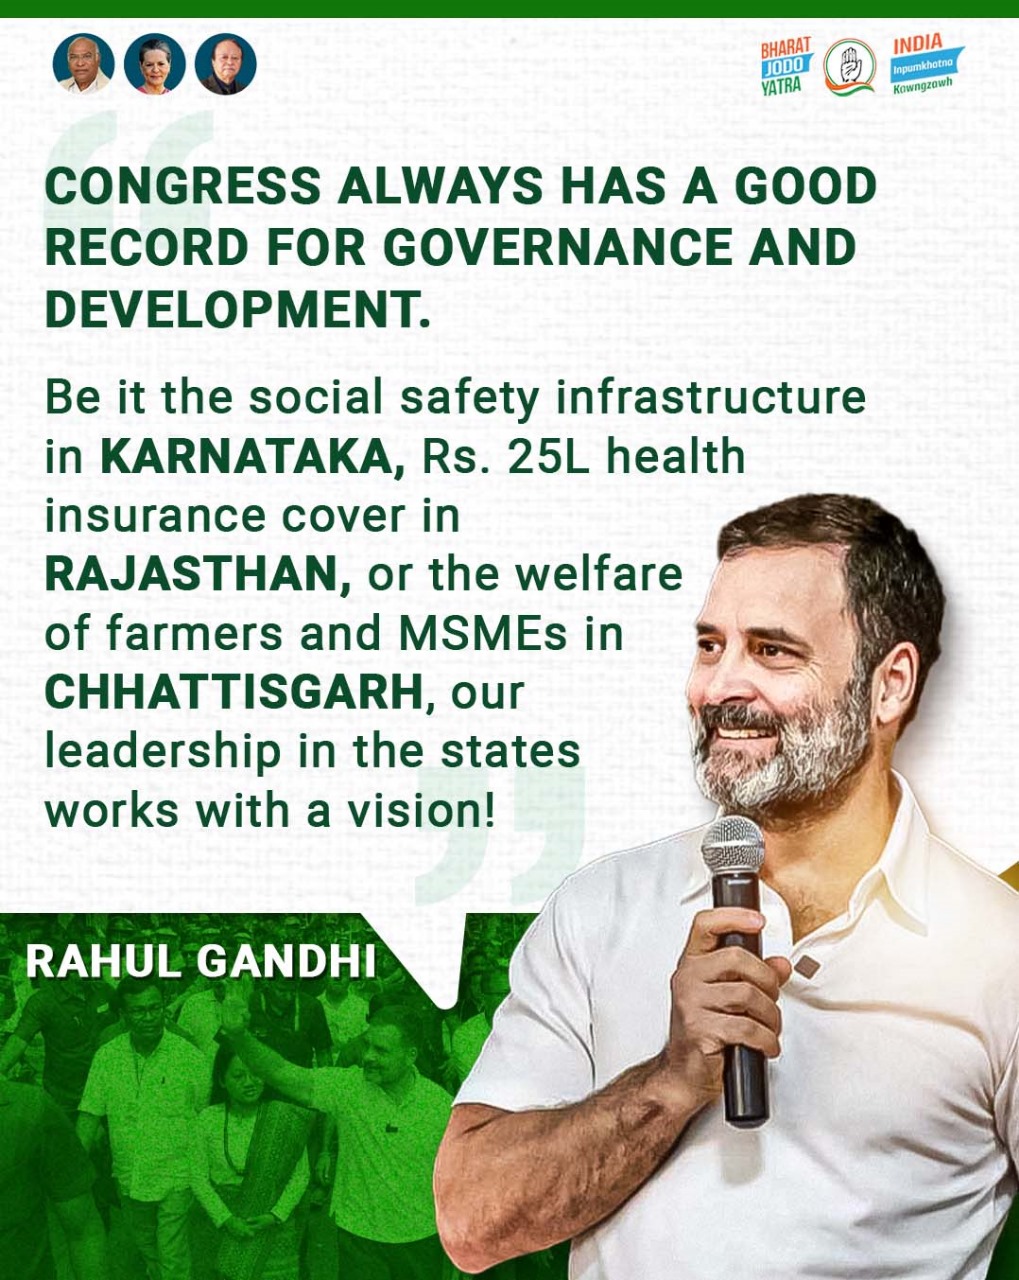 BHARAT
JODO
YATRA
INDIA
Inpumkhatna
Kawngzawh
CONGRESS ALWAYS HAS A GOOD
RECORD FOR GOVERNANCE AND
DEVELOPMENT.
Be it the social safety infrastructure
in KARNATAKA, Rs. 25L health
insurance cover in
RAJASTHAN, or the welfare
of farmers and MSMEs in
CHHATTISGARH, our
leadership in the states
works with a vision!
RAHUL GANDHI